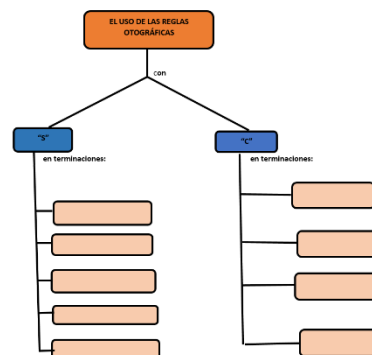 EL USO DE LAS REGLAS
OTOGRÁFICAS
con
"S"
"C"
en terminaciones:
en terminaciones: